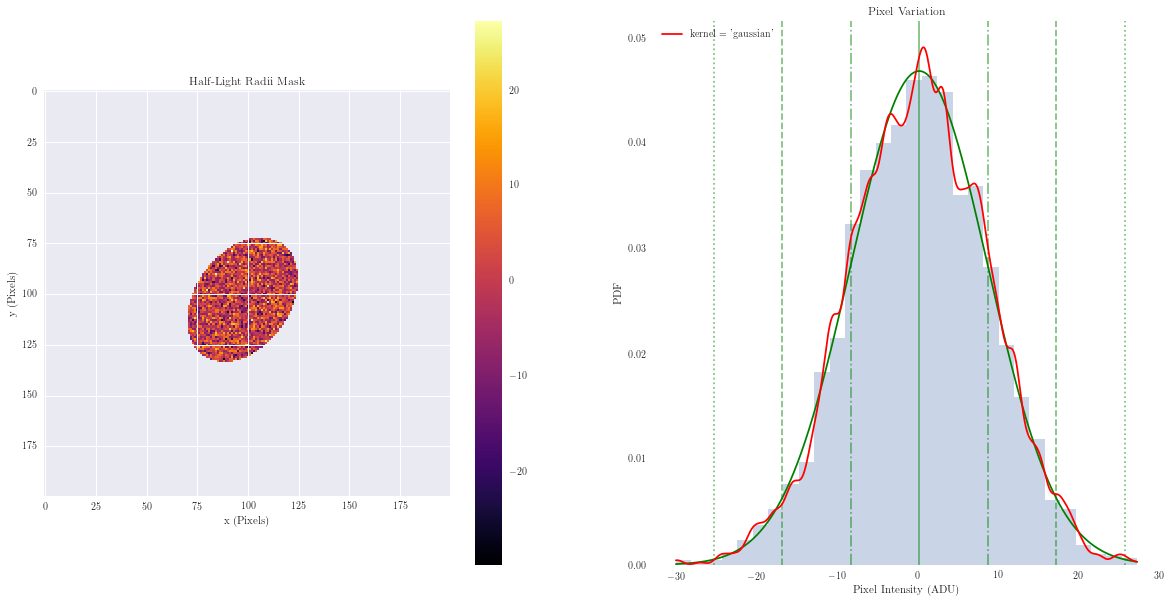 Half-Light Radii Mask
0
25
50
75
100
125
150
175
y (Pixels)
0 25 50 75 100 125 150 175
x (Pixels)
20
10
0
−10
−20
Pixel Variation
kernel = 'gaussian'
0.05
0.04
0.03
0.02
0.01
0.00
PDF
−30 −20 −10 0 10 20 30
Pixel Intensity (ADU)